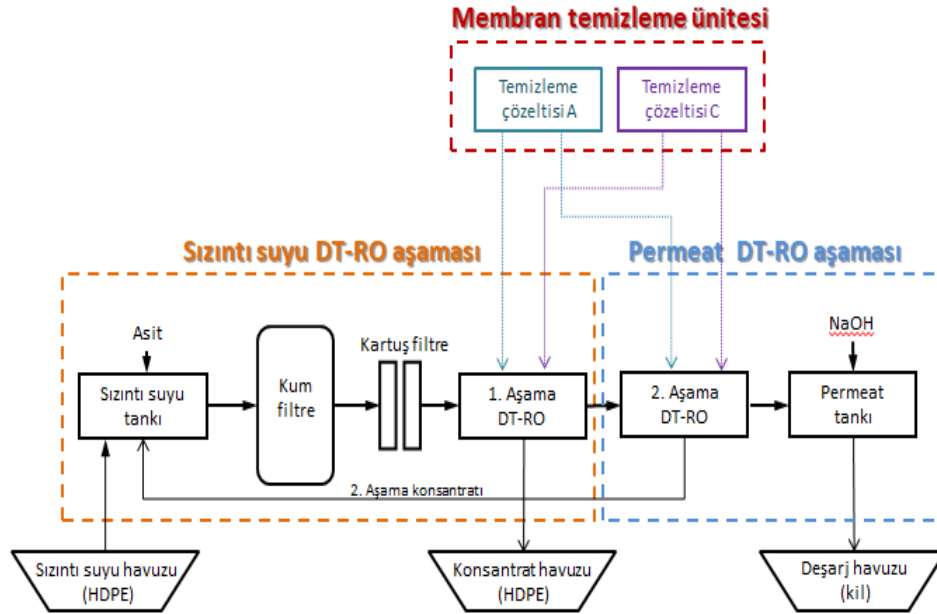 Membran temizleme ünitesi
Temizleme
çözeltisi A
Temizleme
çözeltisi C
Sızıntı suyu DT-RO aşaması
Permeat DT-RO aşaması
Asit
Kartuş filtre
NaOH
Sızıntı suyu
tankı
Kum
filtre
1. Aşama
DT-RO
2. Aşama
DT-RO
Permeat
tankı
2. Aşama konsantratı
Sızıntı suyu havuzu
(HDPE)
Konsantrat havuzu
(HDPE)
Deşarj havuzu
(kil)